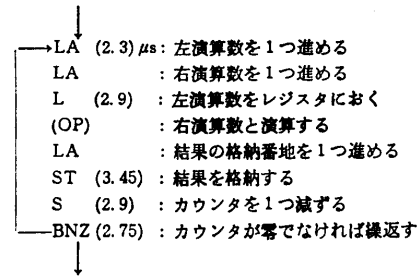 LA (2.3) μs: 左演算数を1つ進める
LA : 右演算数を1つ進める
L (2.9) : 左演算数をレジスタにおく
(OP) : 右演算数と演算する
LA : 結果の格納番地を1つ進める
ST (3.45) : 結果を格納する
S (2.9) : カウンタを1つ減ずる
BNZ (2.75) : カウンタが零でなければ繰返す